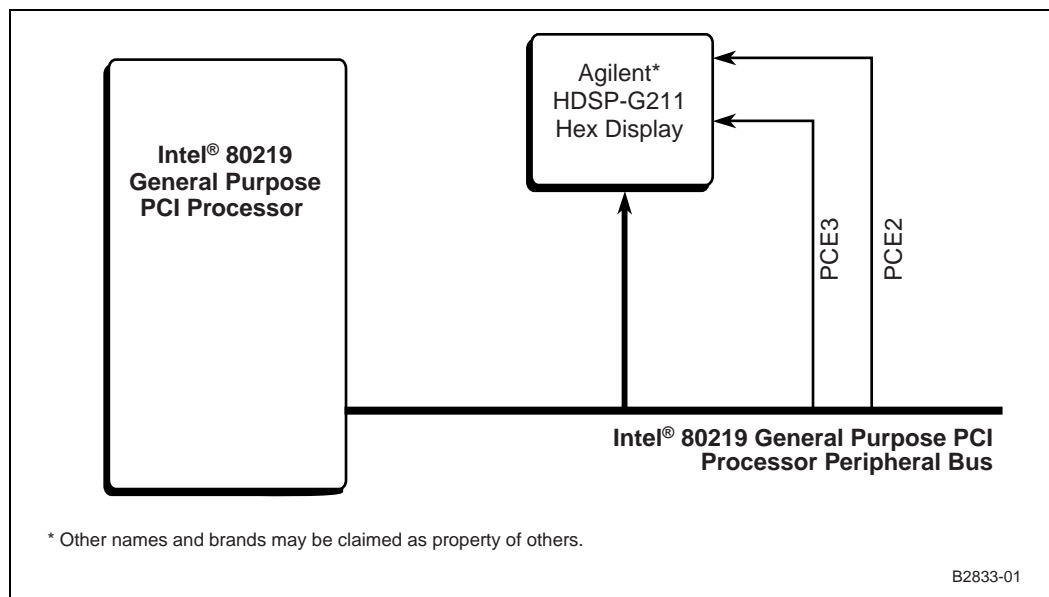 Intel® 80219
General Purpose
PCI Processor
Agilent*
HDSP-G211
Hex Display
PCE3
PCE2
Intel® 80219 General Purpose PCI
Processor Peripheral Bus
* Other names and brands may be claimed as property of others.
B2833-01